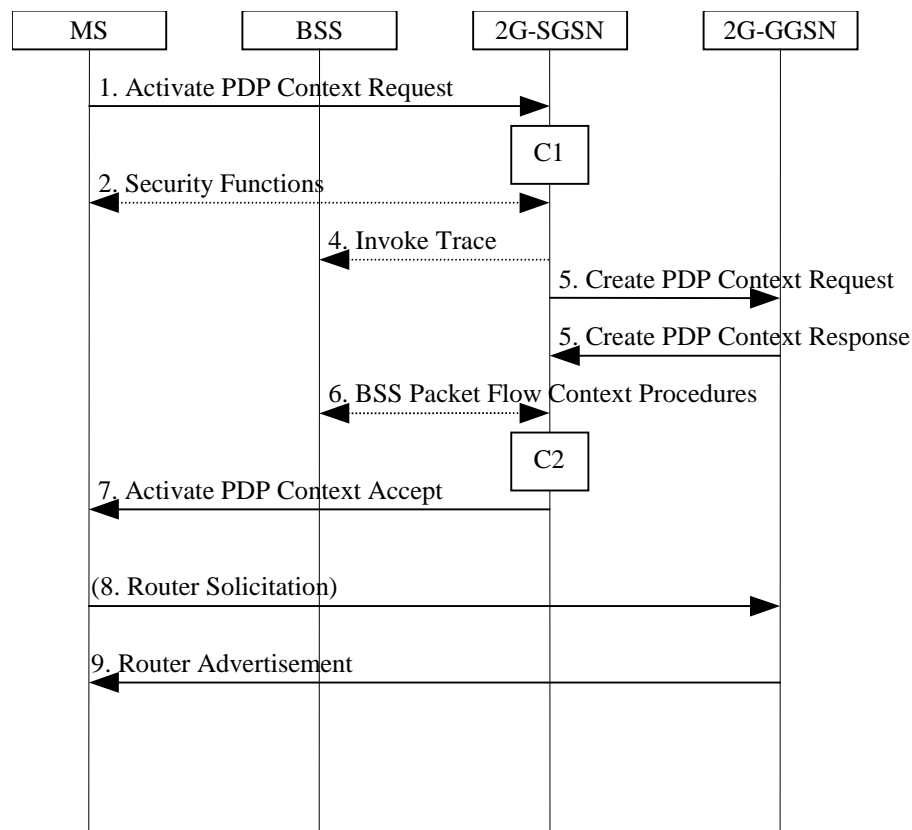 MS
BSS
2G-SGSN
2G-GGSN
1. Activate PDP Context Request
C1
2. Security Functions
4. Invoke Trace
5. Create PDP Context Request
5. Create PDP Context Response
6. BSS Packet Flow Context Procedures
C2
7. Activate PDP Context Accept
(8. Router Solicitation)
9. Router Advertisement